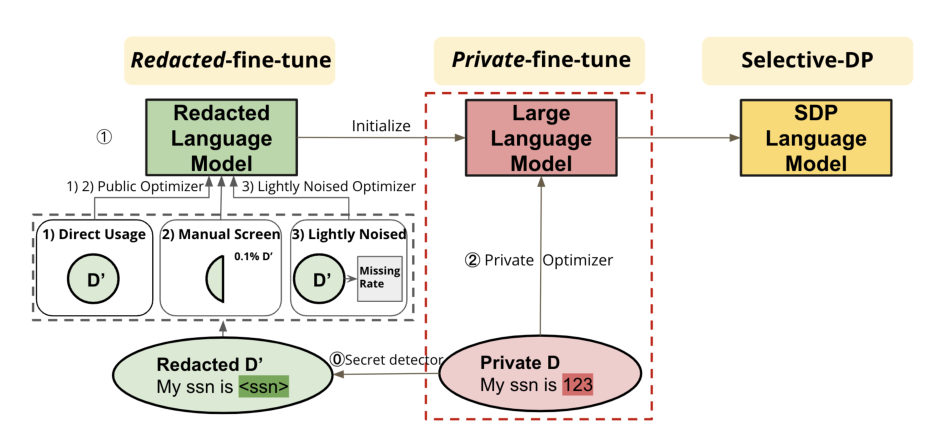 Redacted-fine-tune
Private-fine-tune
Selective-DP
①
Redacted
Language
Model
Initialize
Large
Language
Model
SDP
Language
Model
1) 2) Public Optimizer
3) Lightly Noised Optimizer
1) Direct Usage
D’
2) Manual Screen
0.1% D’
3) Lightly Noised
D’
Missing
Rate
② Private Optimizer
⓪Secret detector
Redacted D’
My ssn is <ssn>
Private D
My ssn is 123